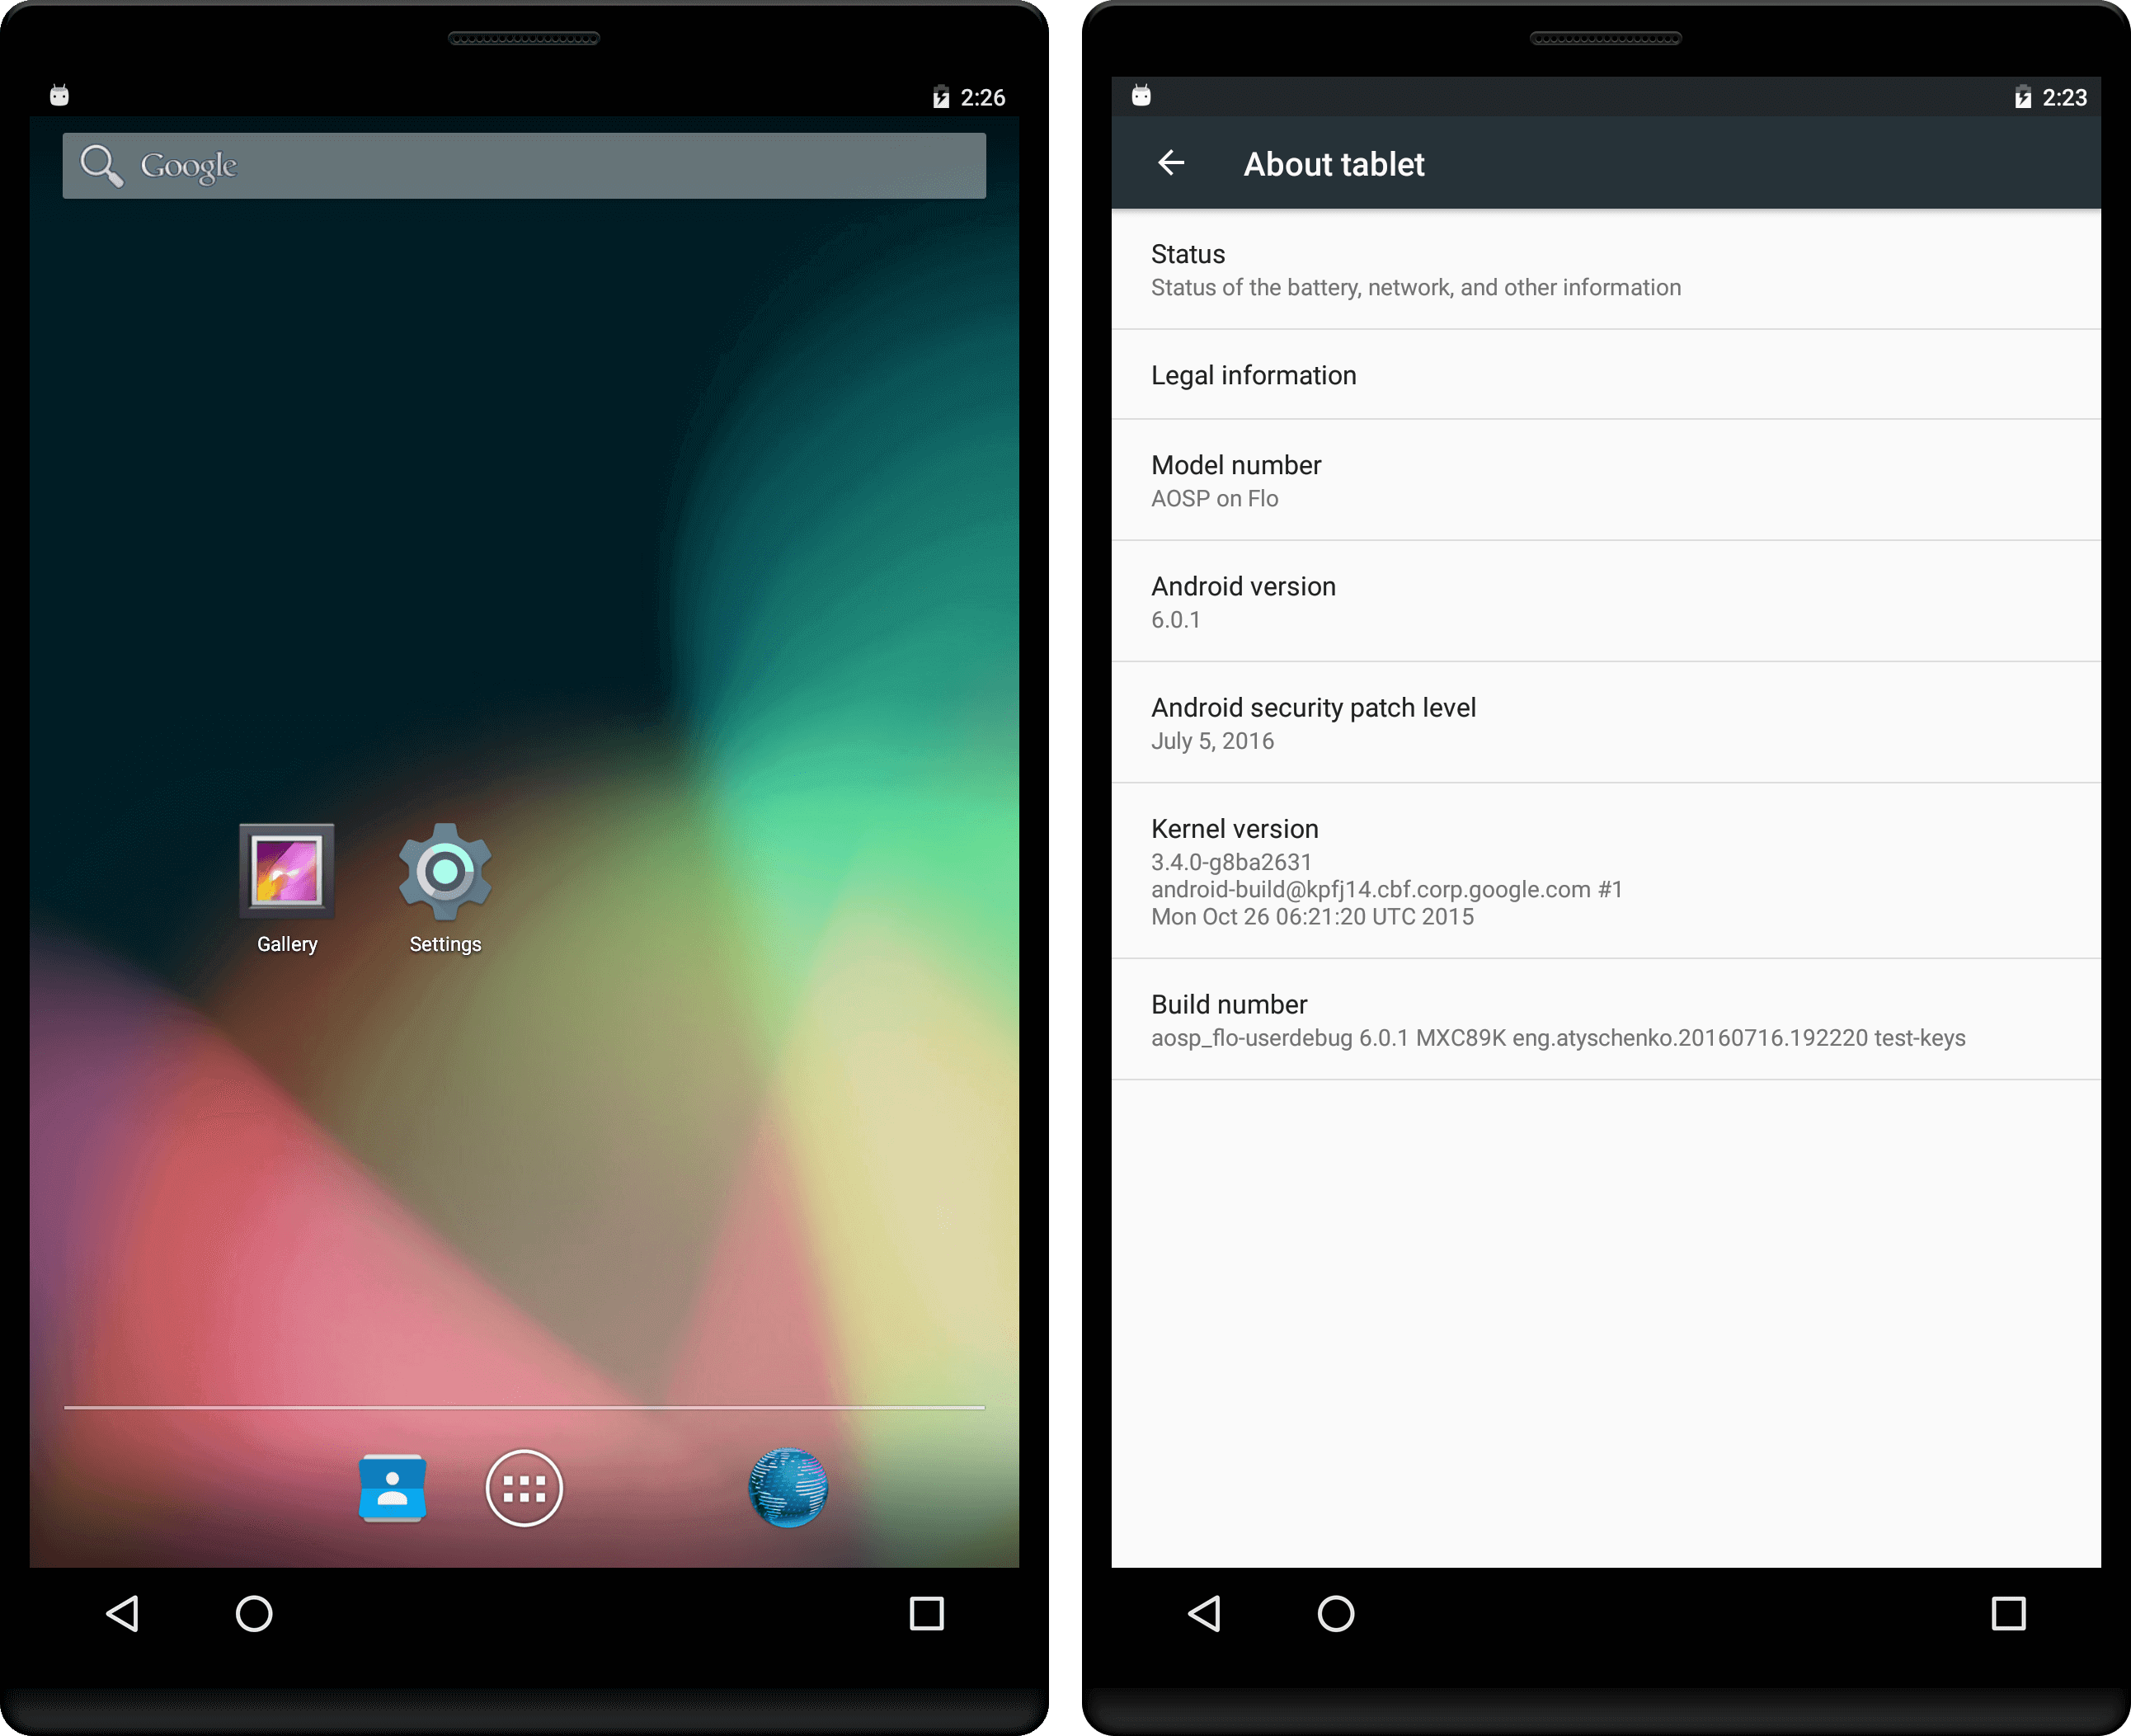 2:26
Google
Gallery
Settings
2:23
About tablet
Status
Status of the battery, network, and other information
Legal information
Model number
AOSP on Flo
Android version
6.0.1
Android security patch level
July 5, 2016
Kernel version
3.4.0-g8ba2631
android-build@kpfj14.cbf.corp.google.com #1
Mon Oct 26 06:21:20 UTC 2015
Build number
aosp_flo-userdebug 6.0.1 MXC89K eng.atyschenko.20160716.192220 test-keys